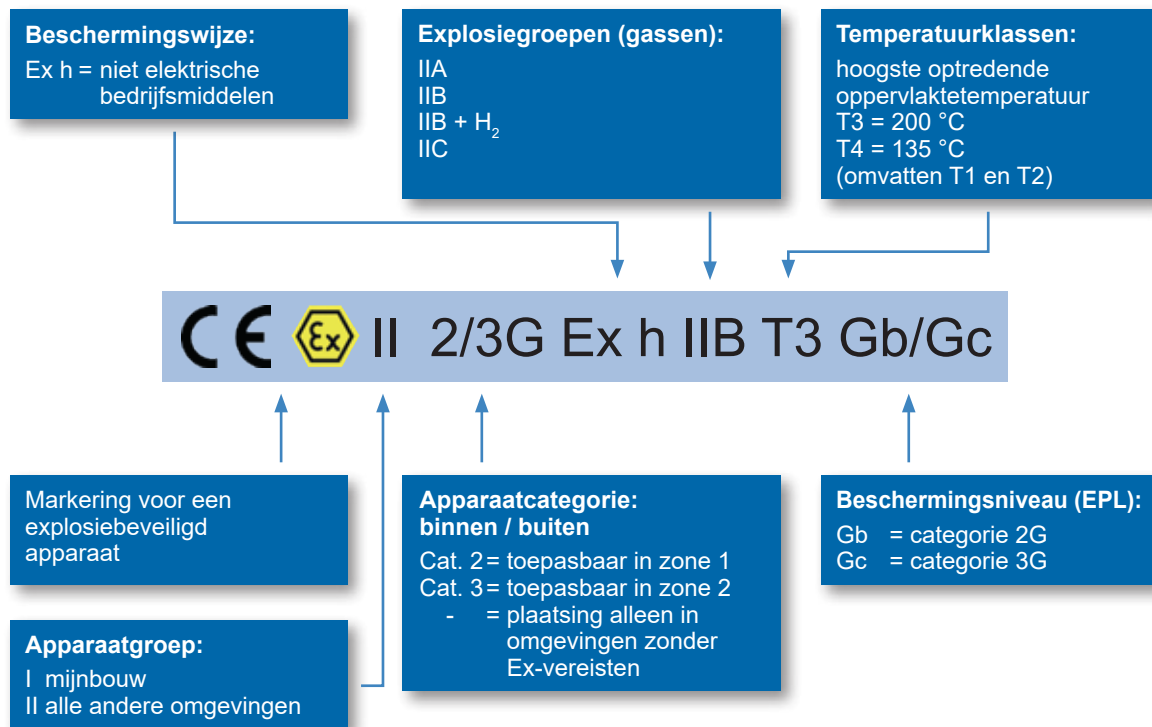 Beschermingswijze:
Ex h = niet elektrische
bedrijfsmiddelen
Explosiegroepen (gassen):
IIA
IIB
IIB + H₂
IIC
Temperatuurklassen:
hoogste optredende
oppervlaktetemperatuur
T3 = 200 °C
T4 = 135 °C
(omvatten T1 en T2)
CE Ex II 2/3G Ex h IIB T3 Gb/Gc
Markering voor een
explosiebeveiligd
apparaat
Apparaatgroep:
I mijnbouw
II alle andere omgevingen
Apparaatcategorie:
binnen / buiten
Cat. 2 = toepasbaar in zone 1
Cat. 3 = toepasbaar in zone 2
- = plaatsing alleen in
omgevingen zonder
Ex-vereisten
Beschermingsniveau (EPL):
Gb = categorie 2G
Gc = categorie 3G